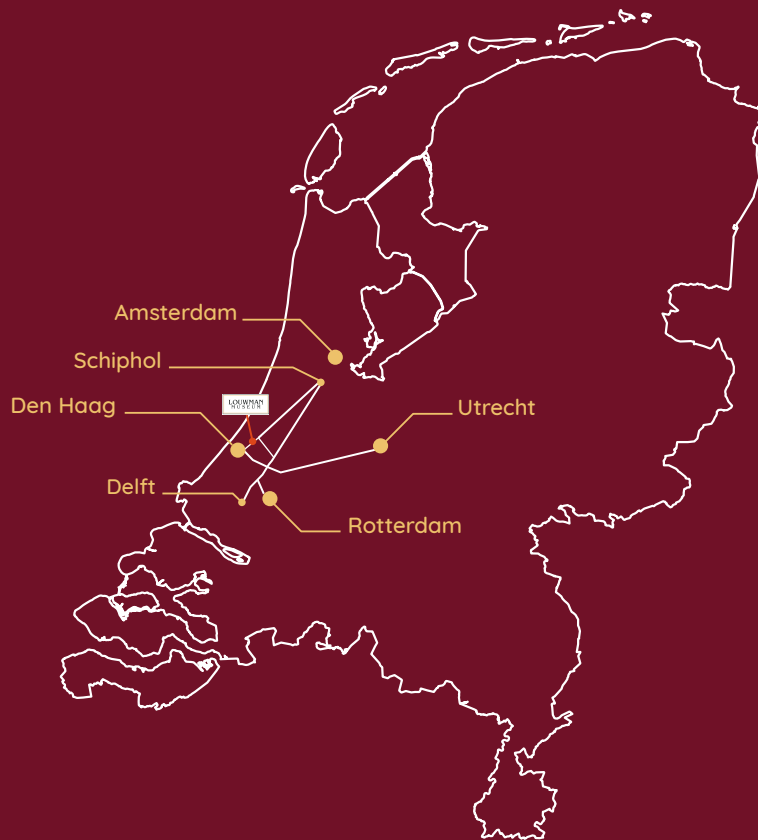 Amsterdam
Schiphol
LOUWMAN
MUSEUM
Den Haag
Utrecht
Delft
Rotterdam